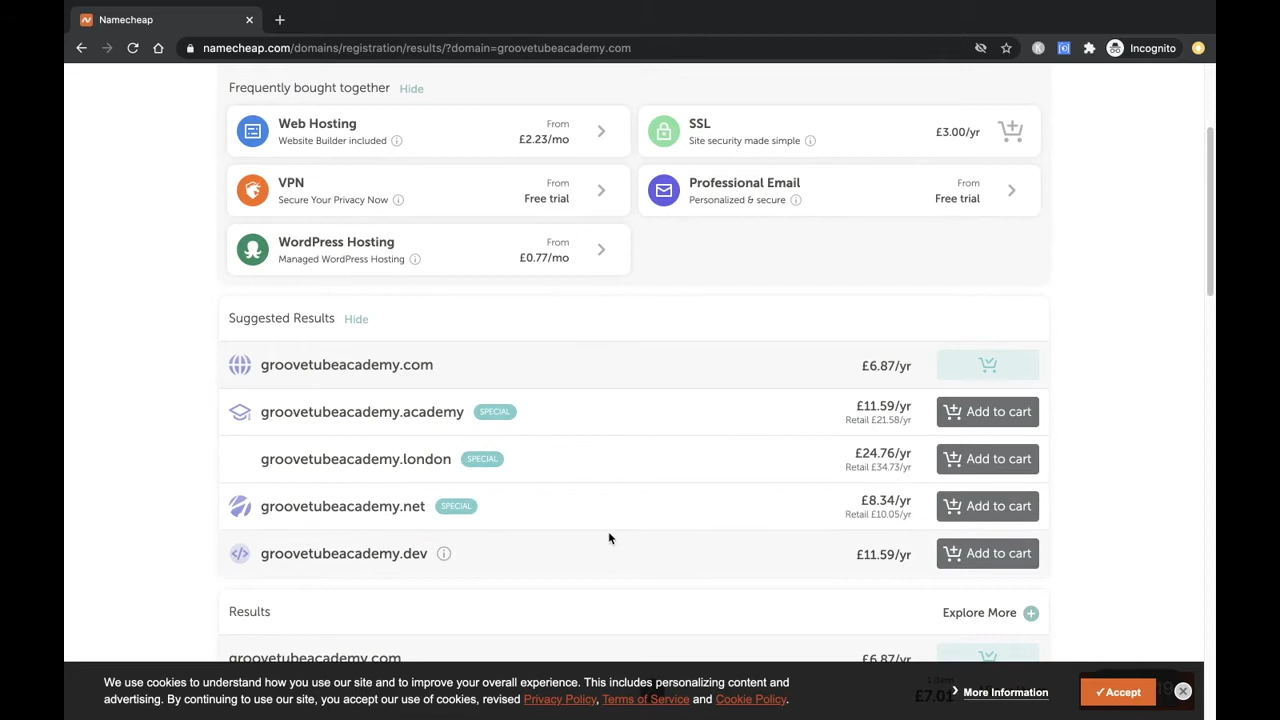 Namecheap
namecheap.com/domains/registration/results/?domain=groovetubeacademy.com
Incognito
Frequently bought together Hide
Web Hosting
Website Builder included
From
£2.23/mo
SSL
Site security made simple
£3.00/yr
VPN
Secure Your Privacy Now
From
Free trial
Professional Email
Personalized & secure
From
Free trial
WordPress Hosting
Managed WordPress Hosting
From
£0.77/mo
Suggested Results Hide
groovetubeacademy.com
£6.87/yr
groovetubeacademy.academy SPECIAL
£11.59/yr
Retail £21.58/yr
Add to cart
groovetubeacademy.london SPECIAL
£24.76/yr
Retail £34.73/yr
Add to cart
groovetubeacademy.net SPECIAL
£8.34/yr
Retail £10.05/yr
Add to cart
groovetubeacademy.dev
£11.59/yr
Add to cart
Results
Explore More
groovetubeacademy.com
£6.87/yr
We use cookies to understand how you use our site and to improve your overall experience. This includes personalizing content and
advertising. By continuing to use our site, you accept our use of cookies, revised Privacy Policy, Terms of Service and Cookie Policy.
1 item
£7.01
More Information
✓Accept